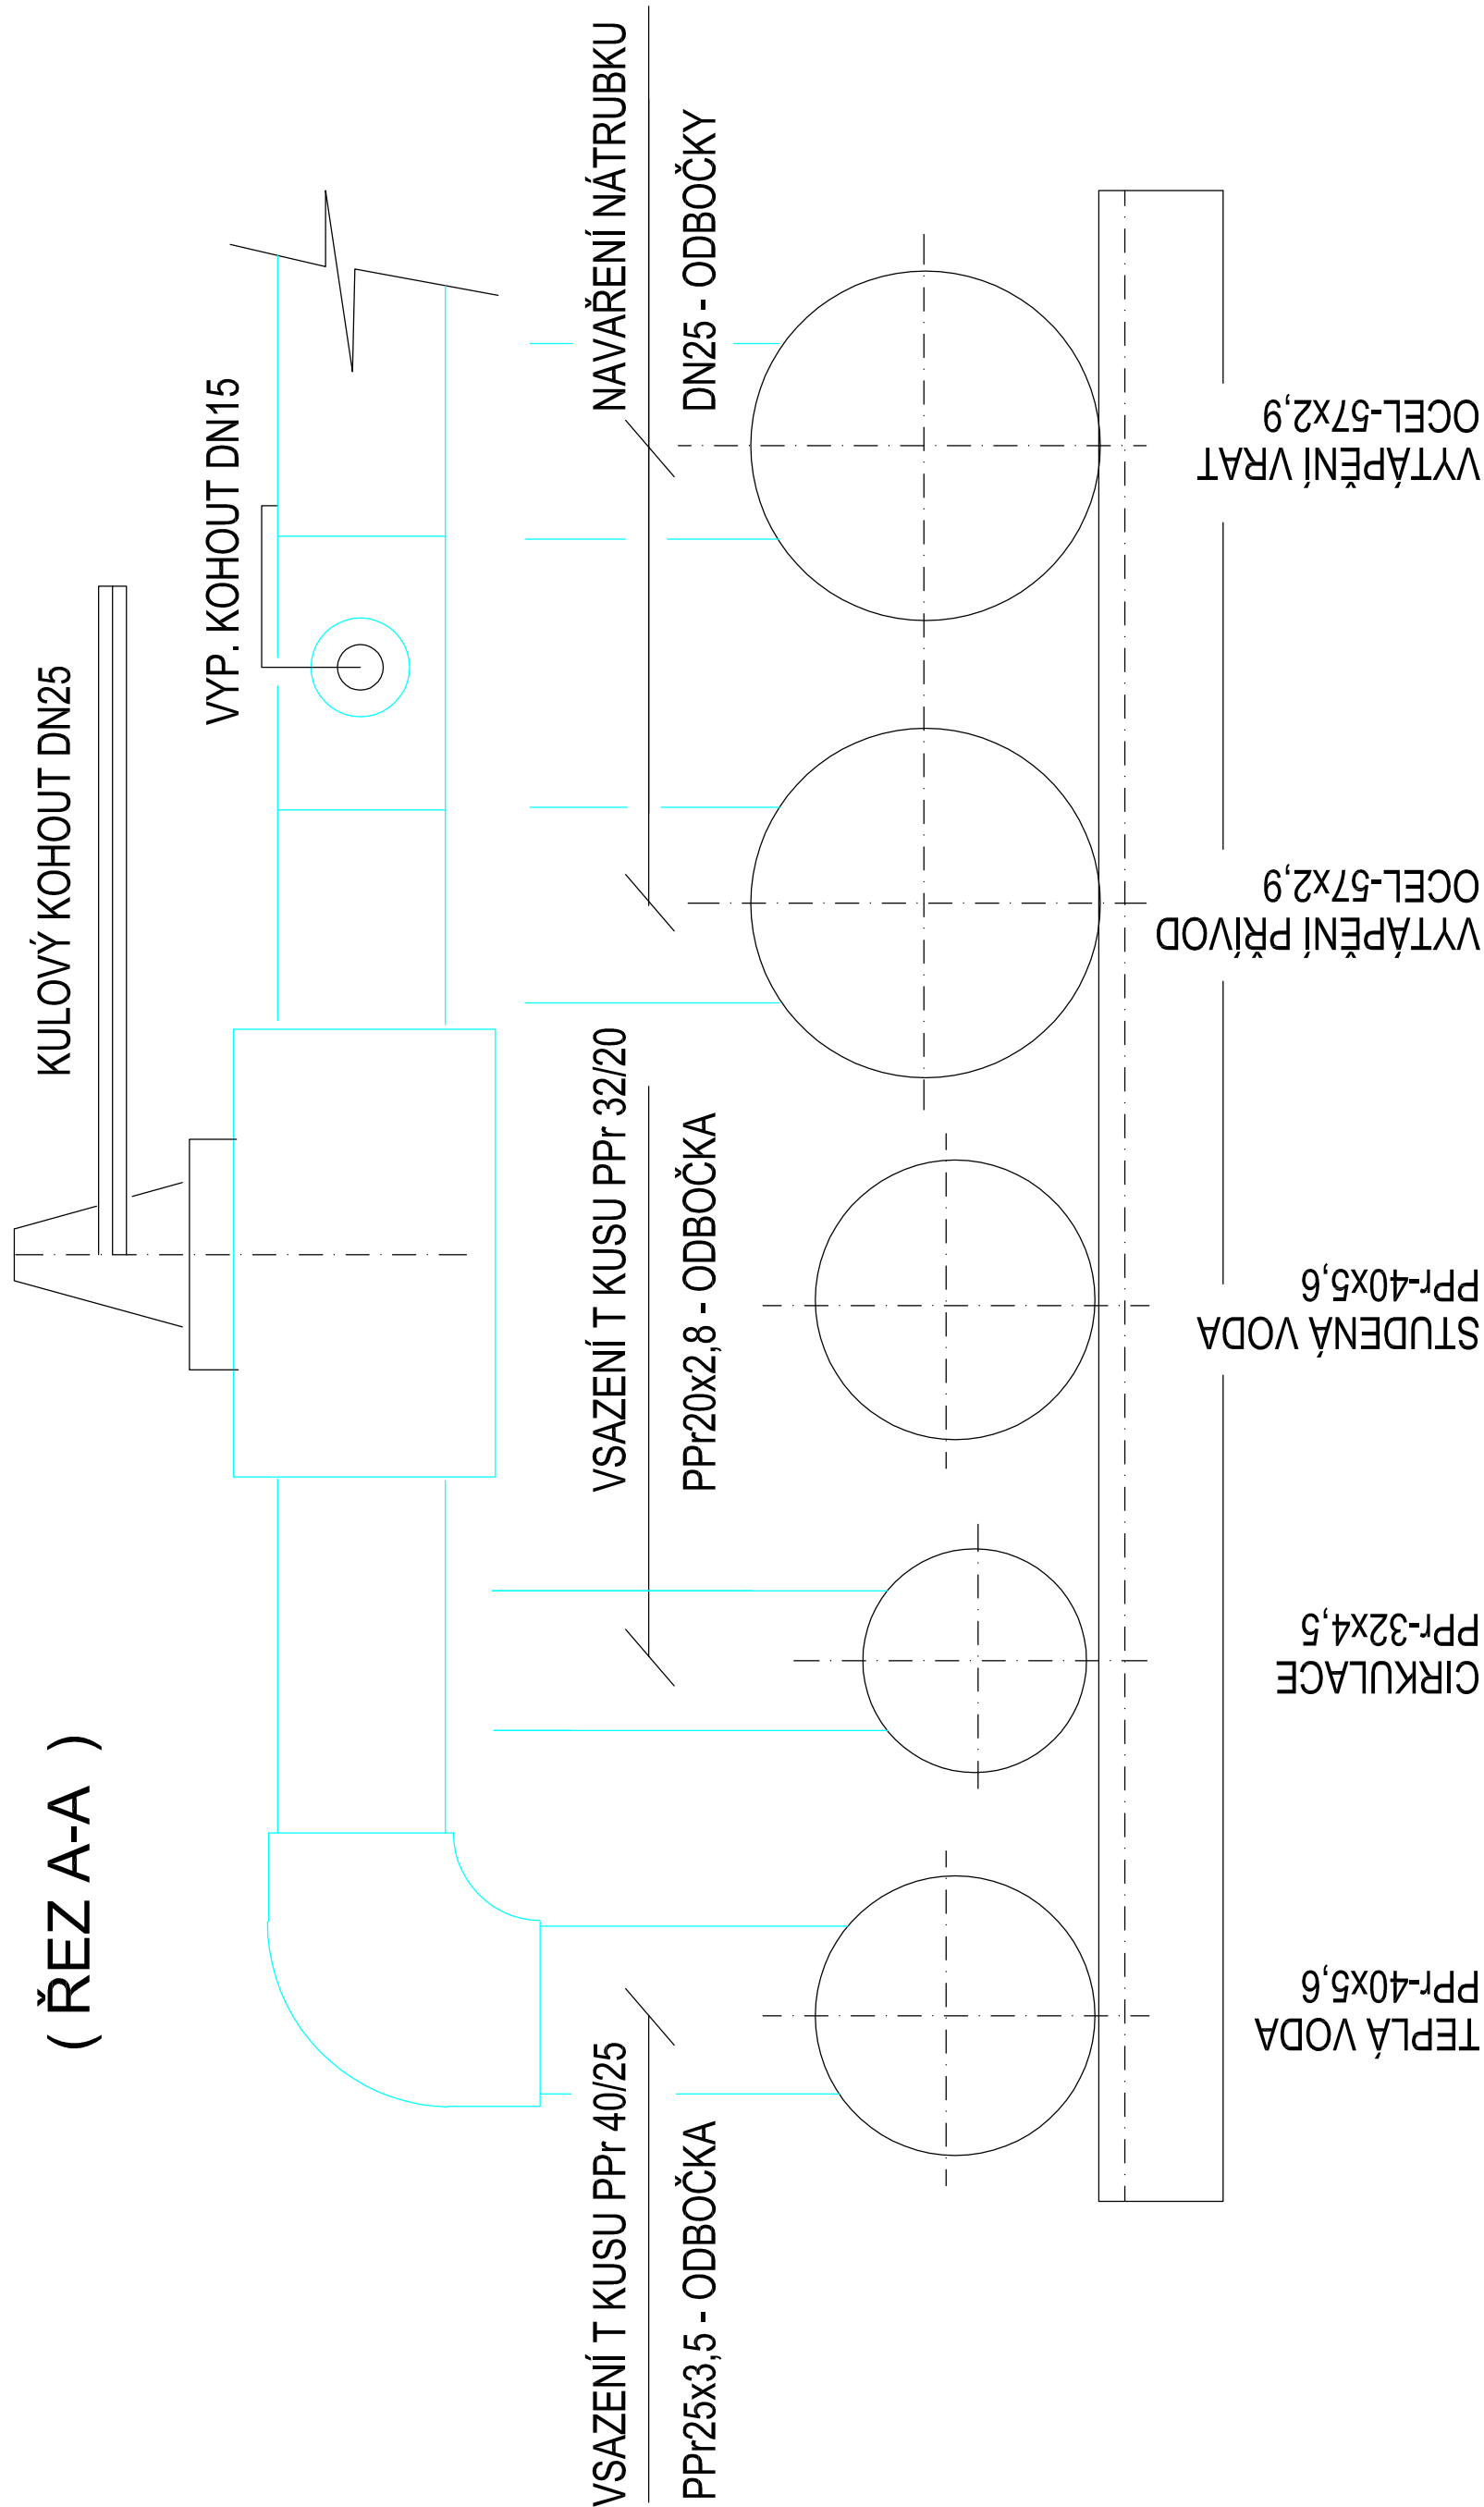 ( ŘEZ A-A )
KULOVÝ KOHOUT DN25
VYP. KOHOUT DN15
VSAZENÍ T KUSU PPr 40/25
PPr25x3,5 - ODBOČKA
VSAZENÍ T KUSU PPr 32/20
PPr20x2,8 - ODBOČKA
NAVAŘENÍ NÁTRUBKU
DN25 - ODBOČKY
TEPLÁ VODA
PPr-40x5,6
CIRKULACE
PPr-32x4,5
STUDENÁ VODA
PPr-40x5,6
VYTÁPĚNÍ PŘÍVOD
OCEL-57x2,9
VYTÁPĚNÍ VRAT
OCEL-57x2,9